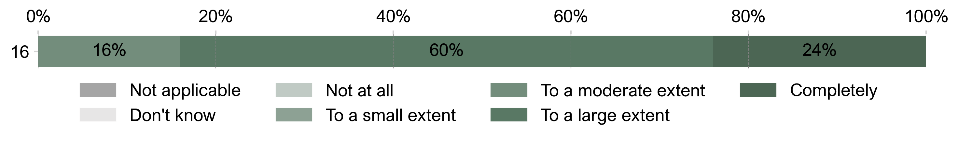 0% 20% 40% 60% 80% 100%
16 16% 60% 24%
Not applicable Not at all To a moderate extent Completely
Don't know To a small extent To a large extent